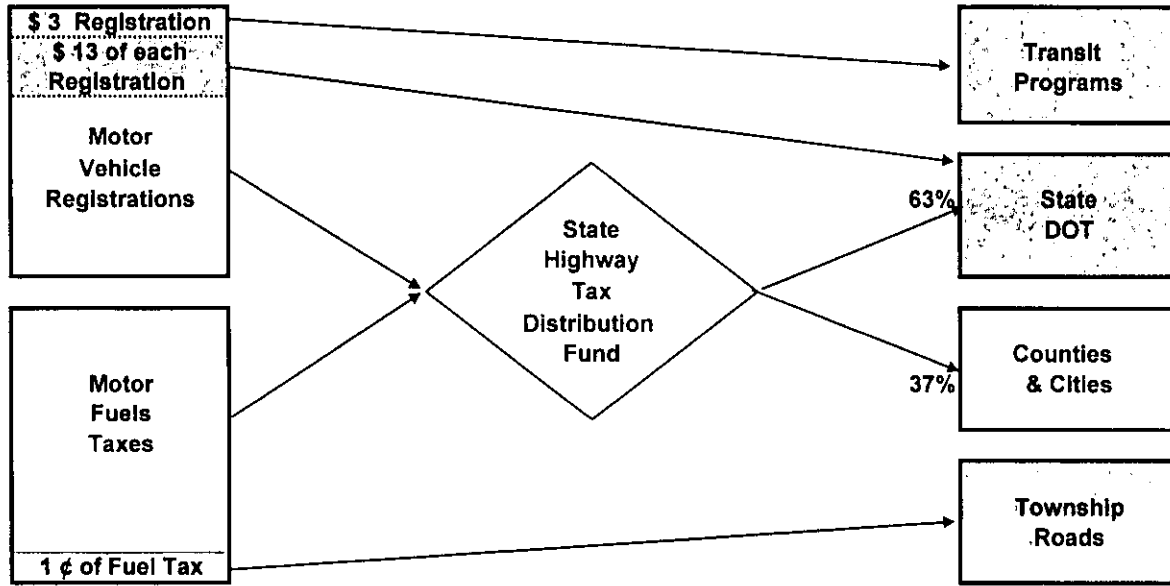 $ 3 Registration
$ 13 of each
Registration
Motor
Vehicle
Registrations
Motor
Fuels
Taxes
1 ¢ of Fuel Tax
State
Highway
Tax
Distribution
Fund
63%
37%
Transit
Programs
State
DOT
Counties
& Cities
Township
Roads